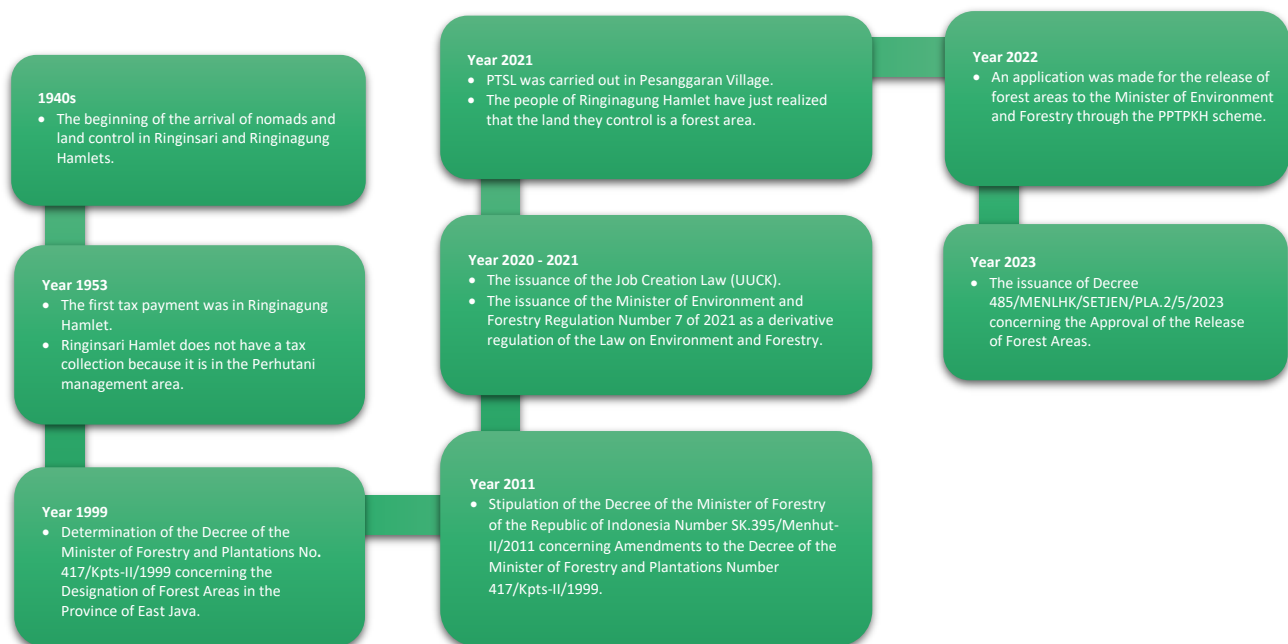 1940s
• The beginning of the arrival of nomads and
land control in Ringinsari and Ringinagung
Hamlets.
Year 1953
• The first tax payment was in Ringinagung
Hamlet.
• Ringinsari Hamlet does not have a tax
collection because it is in the Perhutani
management area.
Year 1999
• Determination of the Decree of the
Minister of Forestry and Plantations No.
417/Kpts-II/1999 concerning the
Designation of Forest Areas in the
Province of East Java.
Year 2011
• Stipulation of the Decree of the Minister of Forestry
of the Republic of Indonesia Number SK.395/Menhut-
II/2011 concerning Amendments to the Decree of the
Minister of Forestry and Plantations Number
417/Kpts-II/1999.
Year 2020 - 2021
• The issuance of the Job Creation Law (UUCK).
• The issuance of the Minister of Environment and
Forestry Regulation Number 7 of 2021 as a derivative
regulation of the Law on Environment and Forestry.
Year 2021
• PTSL was carried out in Pesanggaran Village.
• The people of Ringinagung Hamlet have just realized
that the land they control is a forest area.
Year 2022
• An application was made for the release of
forest areas to the Minister of Environment
and Forestry through the PPTPKH scheme.
Year 2023
• The issuance of Decree
485/MENLHK/SETJEN/PLA.2/5/2023
concerning the Approval of the Release
of Forest Areas.